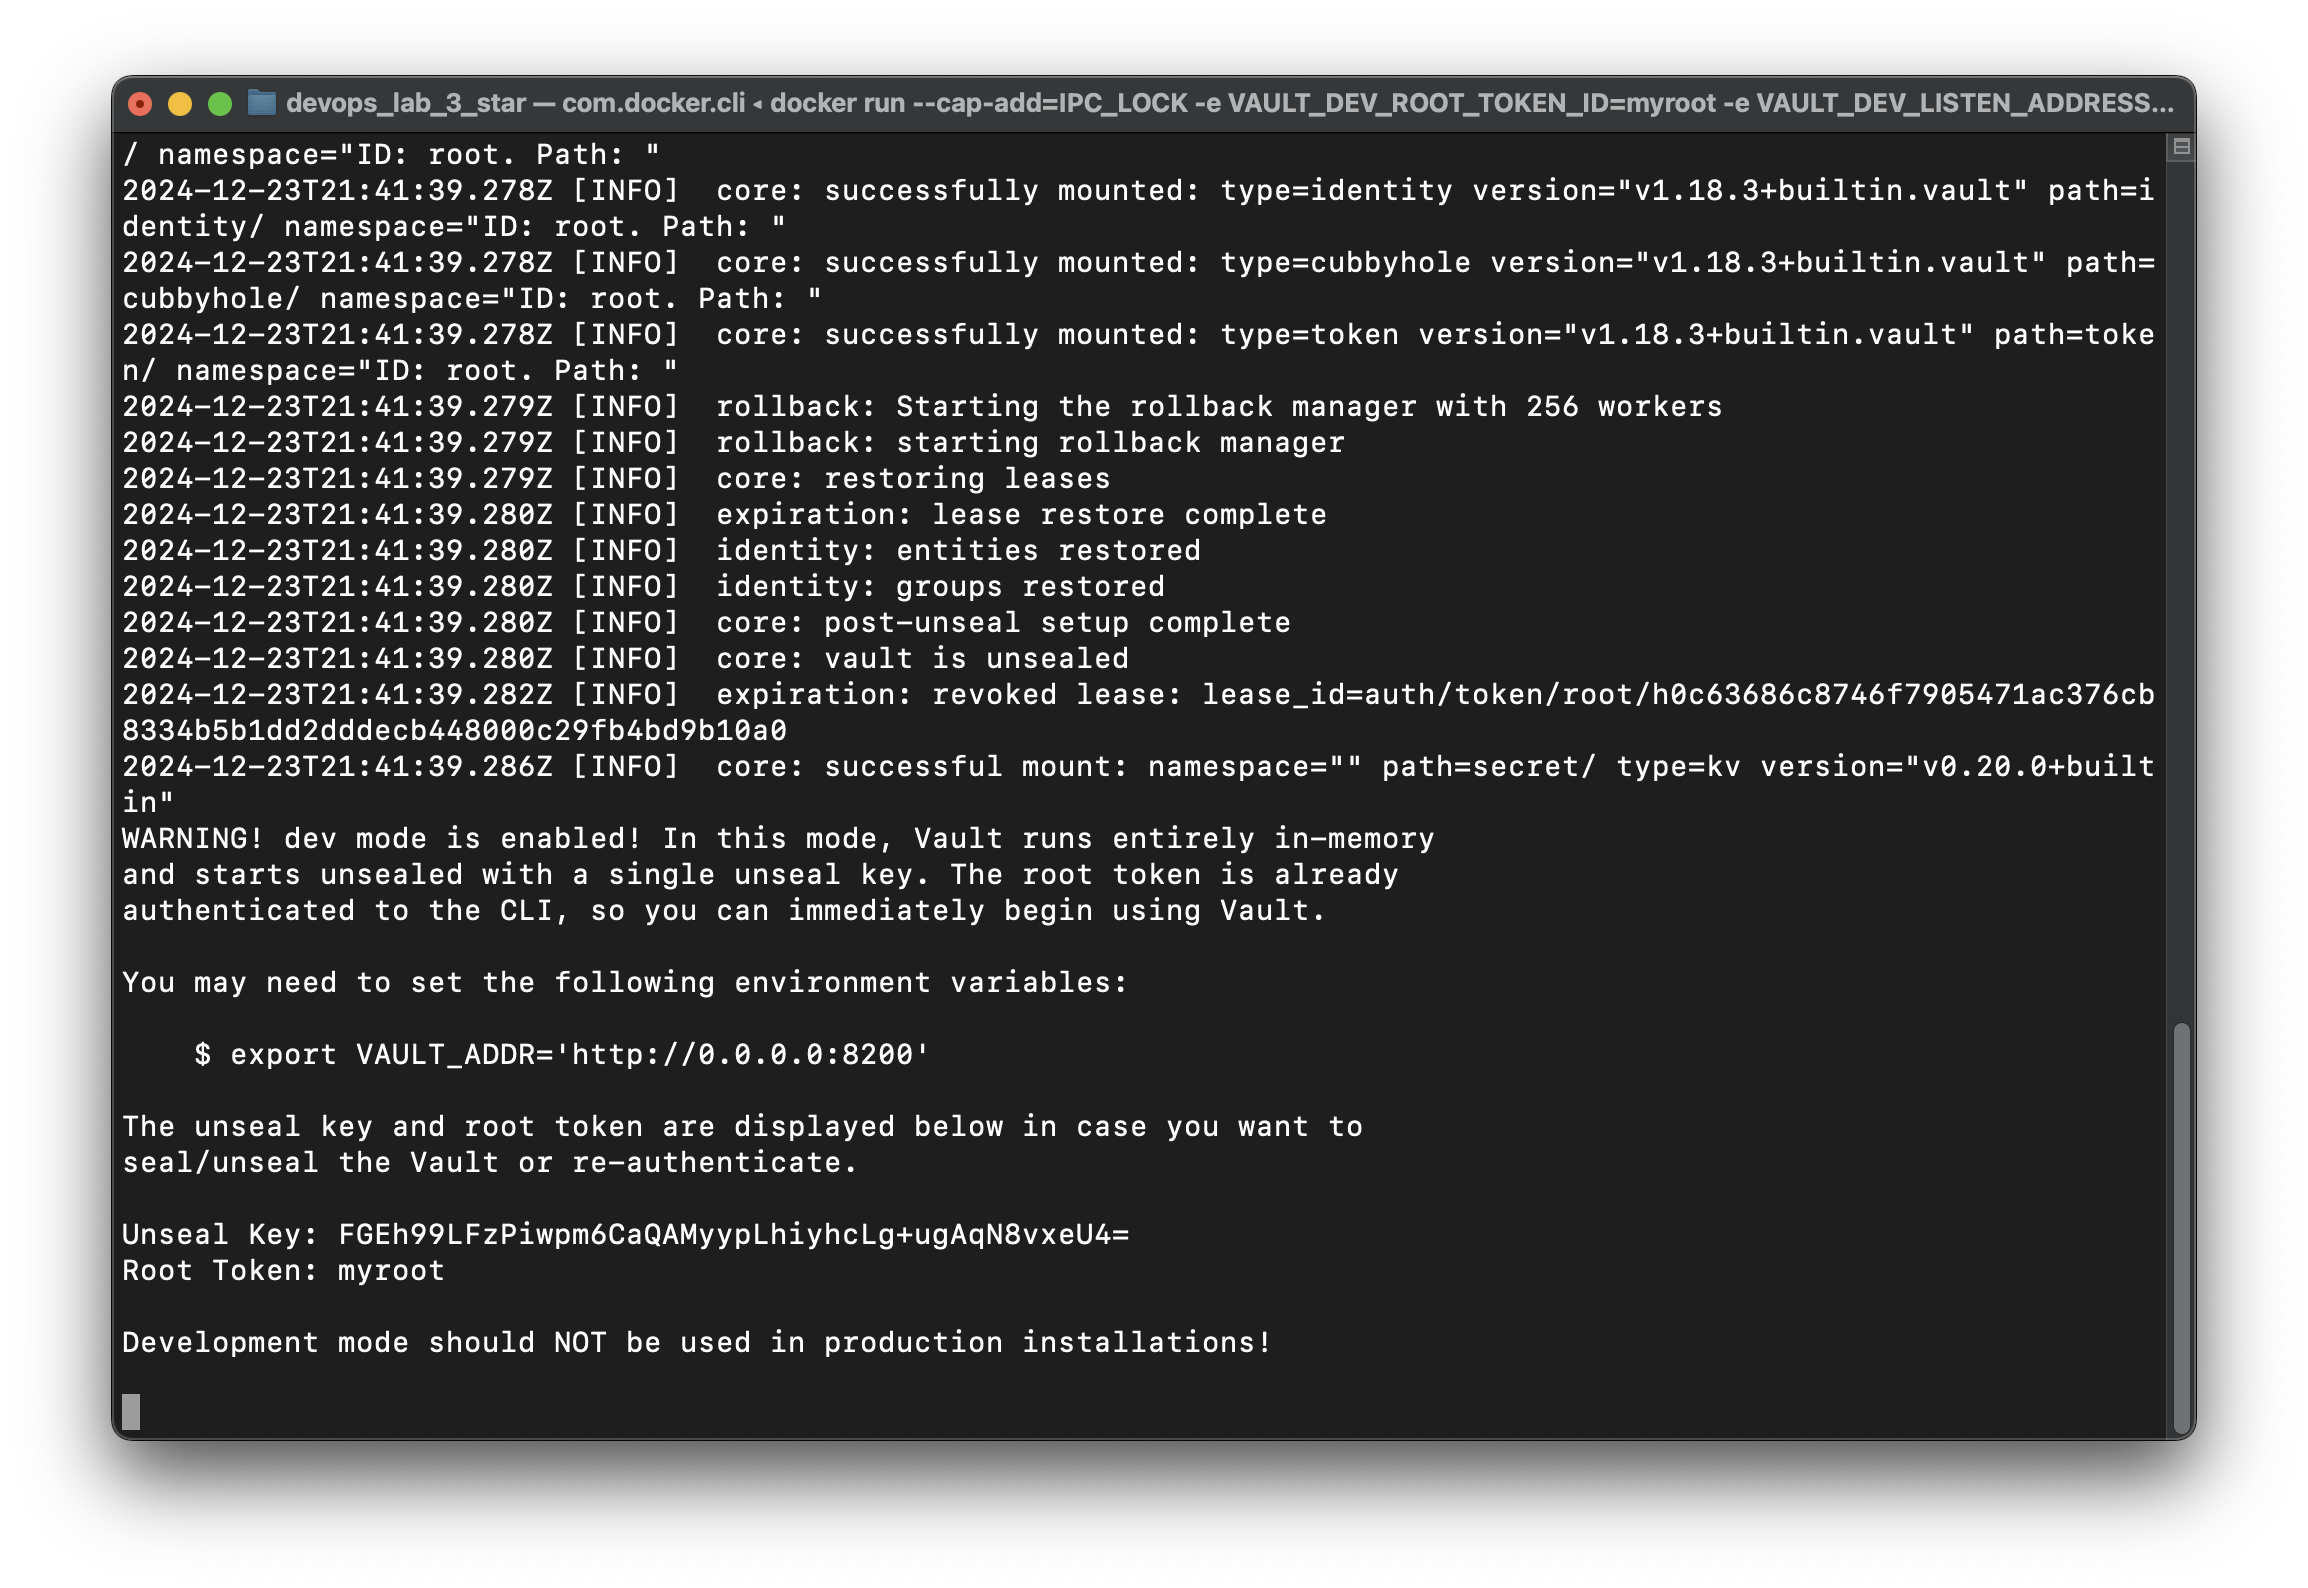 devops_lab_3_star — com.docker.cli ◂ docker run --cap-add=IPC_LOCK -e VAULT_DEV_ROOT_TOKEN_ID=myroot -e VAULT_DEV_LISTEN_ADDRESS...
/ namespace="ID: root. Path: "
2024-12-23T21:41:39.278Z [INFO]  core: successfully mounted: type=identity version="v1.18.3+builtin.vault" path=i
dentity/ namespace="ID: root. Path: "
2024-12-23T21:41:39.278Z [INFO]  core: successfully mounted: type=cubbyhole version="v1.18.3+builtin.vault" path=
cubbyhole/ namespace="ID: root. Path: "
2024-12-23T21:41:39.278Z [INFO]  core: successfully mounted: type=token version="v1.18.3+builtin.vault" path=toke
n/ namespace="ID: root. Path: "
2024-12-23T21:41:39.279Z [INFO]  rollback: Starting the rollback manager with 256 workers
2024-12-23T21:41:39.279Z [INFO]  rollback: starting rollback manager
2024-12-23T21:41:39.279Z [INFO]  core: restoring leases
2024-12-23T21:41:39.280Z [INFO]  expiration: lease restore complete
2024-12-23T21:41:39.280Z [INFO]  identity: entities restored
2024-12-23T21:41:39.280Z [INFO]  identity: groups restored
2024-12-23T21:41:39.280Z [INFO]  core: post-unseal setup complete
2024-12-23T21:41:39.280Z [INFO]  core: vault is unsealed
2024-12-23T21:41:39.282Z [INFO]  expiration: revoked lease: lease_id=auth/token/root/h0c63686c8746f7905471ac376cb
8334b5b1dd2dddecb448000c29fb4bd9b10a0
2024-12-23T21:41:39.286Z [INFO]  core: successful mount: namespace="" path=secret/ type=kv version="v0.20.0+built
in"
WARNING! dev mode is enabled! In this mode, Vault runs entirely in-memory
and starts unsealed with a single unseal key. The root token is already
authenticated to the CLI, so you can immediately begin using Vault.
You may need to set the following environment variables:
$ export VAULT_ADDR='http://0.0.0.0:8200'
The unseal key and root token are displayed below in case you want to
seal/unseal the Vault or re-authenticate.
Unseal Key: FGEh99LFzPiwpm6CaQAMyypLhiyhcLg+ugAqN8vxeU4=
Root Token: myroot
Development mode should NOT be used in production installations!